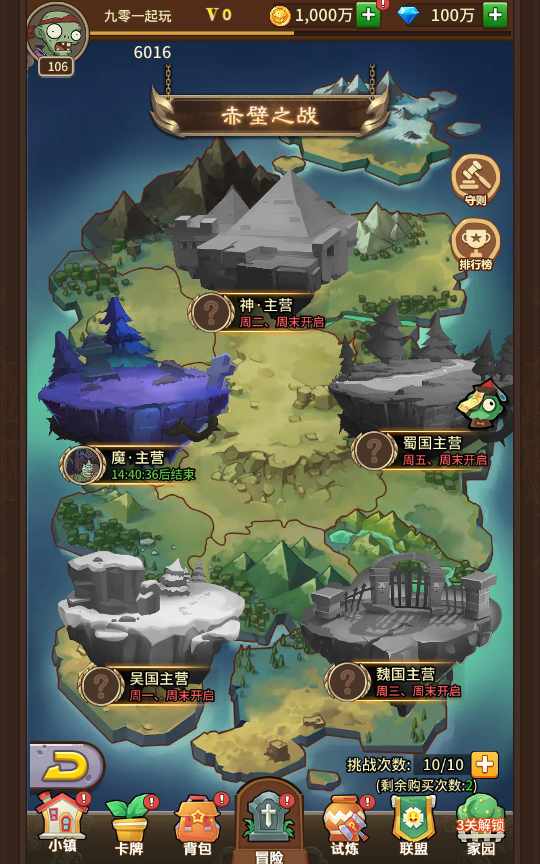 九零一起玩
V 0
1,000万
100万
106
6016
赤壁之战
守则
排行榜
神·主营
周二、周末开启
魔·主营
14:40:36后结束
蜀国主营
周五、周末开启
吴国主营
周一、周末开启
魏国主营
周三、周末开启
挑战次数: 10/10
(剩余购买次数:2)
小镇
卡牌
背包
冒险
试炼
联盟
3关解锁
家园